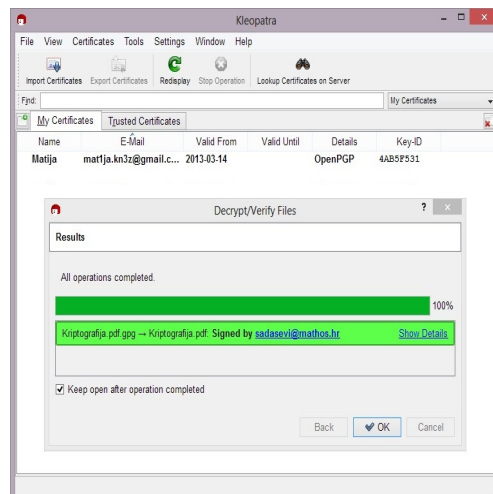 Kleopatra
File View Certificates Tools Settings Window Help
Import Certificates Export Certificates Redisplay Stop Operation Lookup Certificates on Server
Find: My Certificates
My Certificates Trusted Certificates
Name E-Mail Valid From Valid Until Details Key-ID
Matija mat1ja.kn3z@gmail.c... 2013-03-14 OpenPGP 4AB5F531
Decrypt/Verify Files ? x
Results
All operations completed.
100%
Kriptografija.pdf.gpg → Kriptografija.pdf: Signed by sadasevi@mathos.hr Show Details
Keep open after operation completed
Back OK Cancel